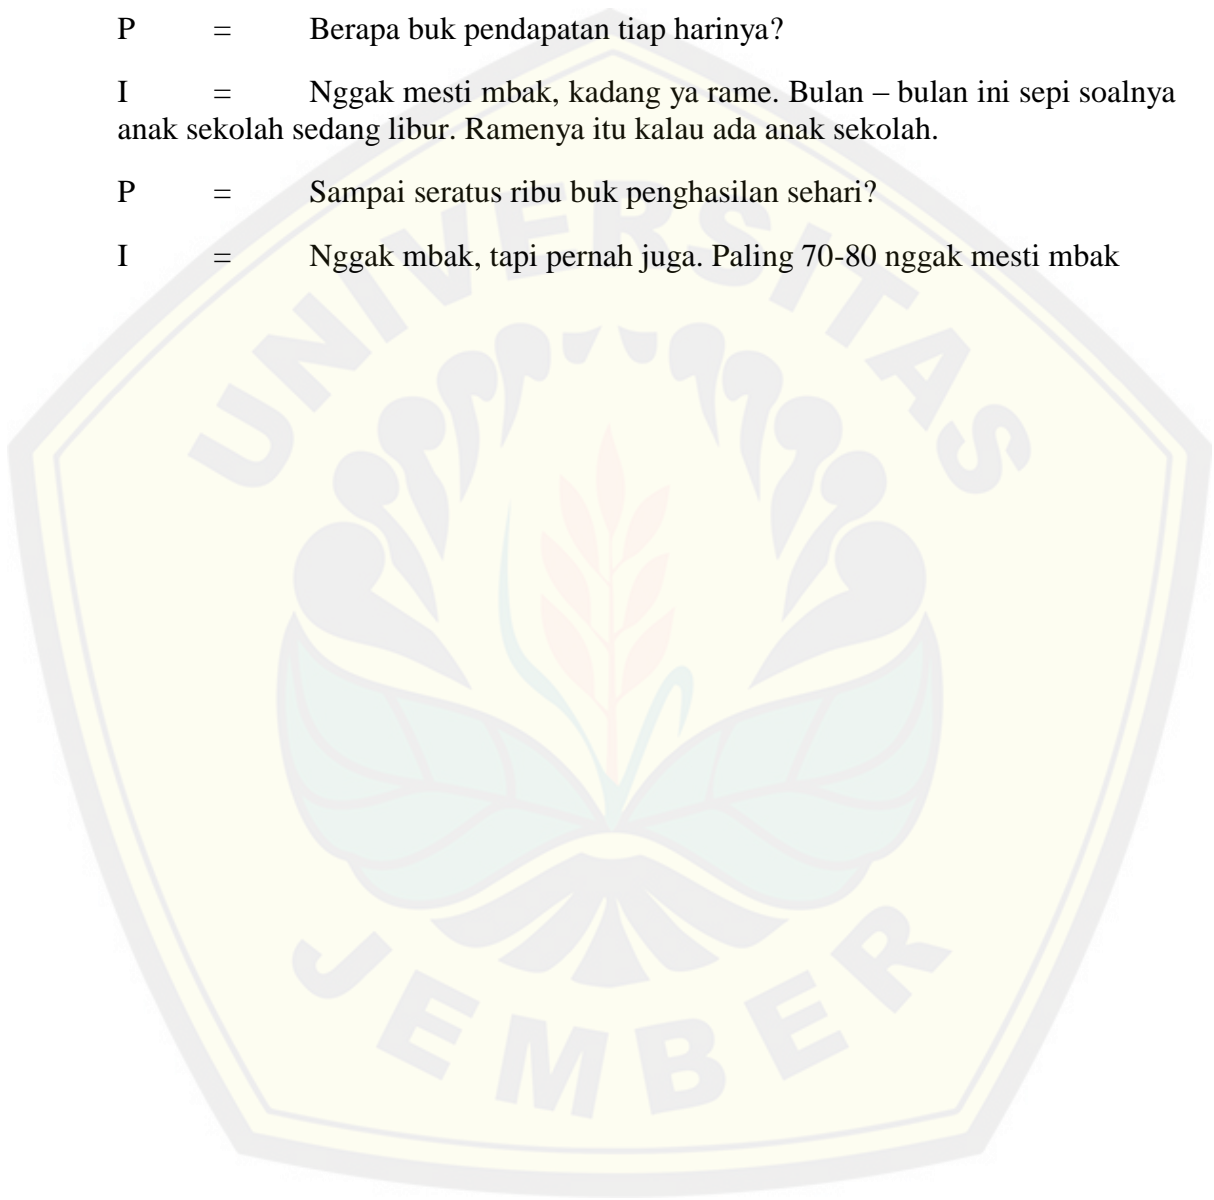 P = Berapa buk pendapatan tiap harinya?
I = Nggak mesti mbak, kadang ya rame. Bulan – bulan ini sepi soalnya
anak sekolah sedang libur. Ramenya itu kalau ada anak sekolah.
P = Sampai seratus ribu buk penghasilan sehari?
I = Nggak mbak, tapi pernah juga. Paling 70-80 nggak mesti mbak
UNIVERSITAS
JEMBER